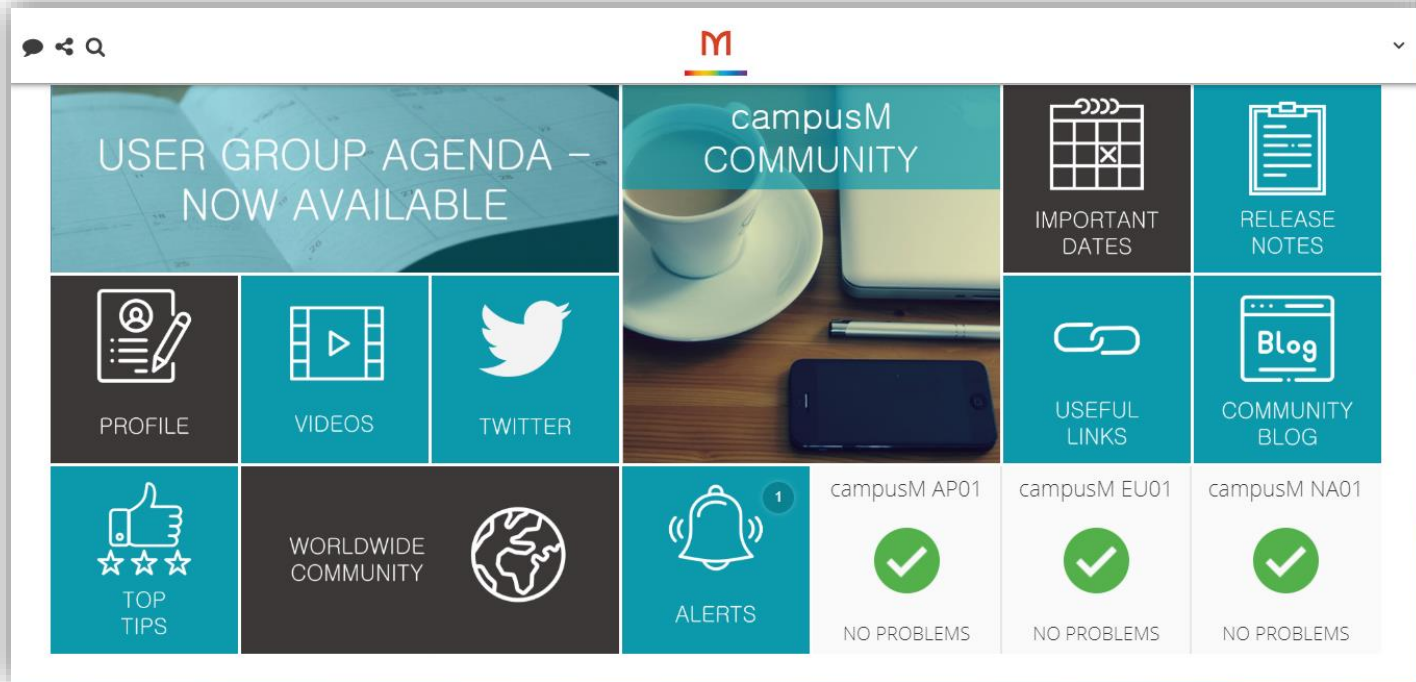 M
USER GROUP AGENDA –
NOW AVAILABLE
campusM
COMMUNITY
IMPORTANT
DATES
RELEASE
NOTES
PROFILE
VIDEOS
TWITTER
USEFUL
LINKS
Blog
COMMUNITY
BLOG
TOP
TIPS
WORLDWIDE
COMMUNITY
1
ALERTS
campusM AP01
NO PROBLEMS
campusM EU01
NO PROBLEMS
campusM NA01
NO PROBLEMS